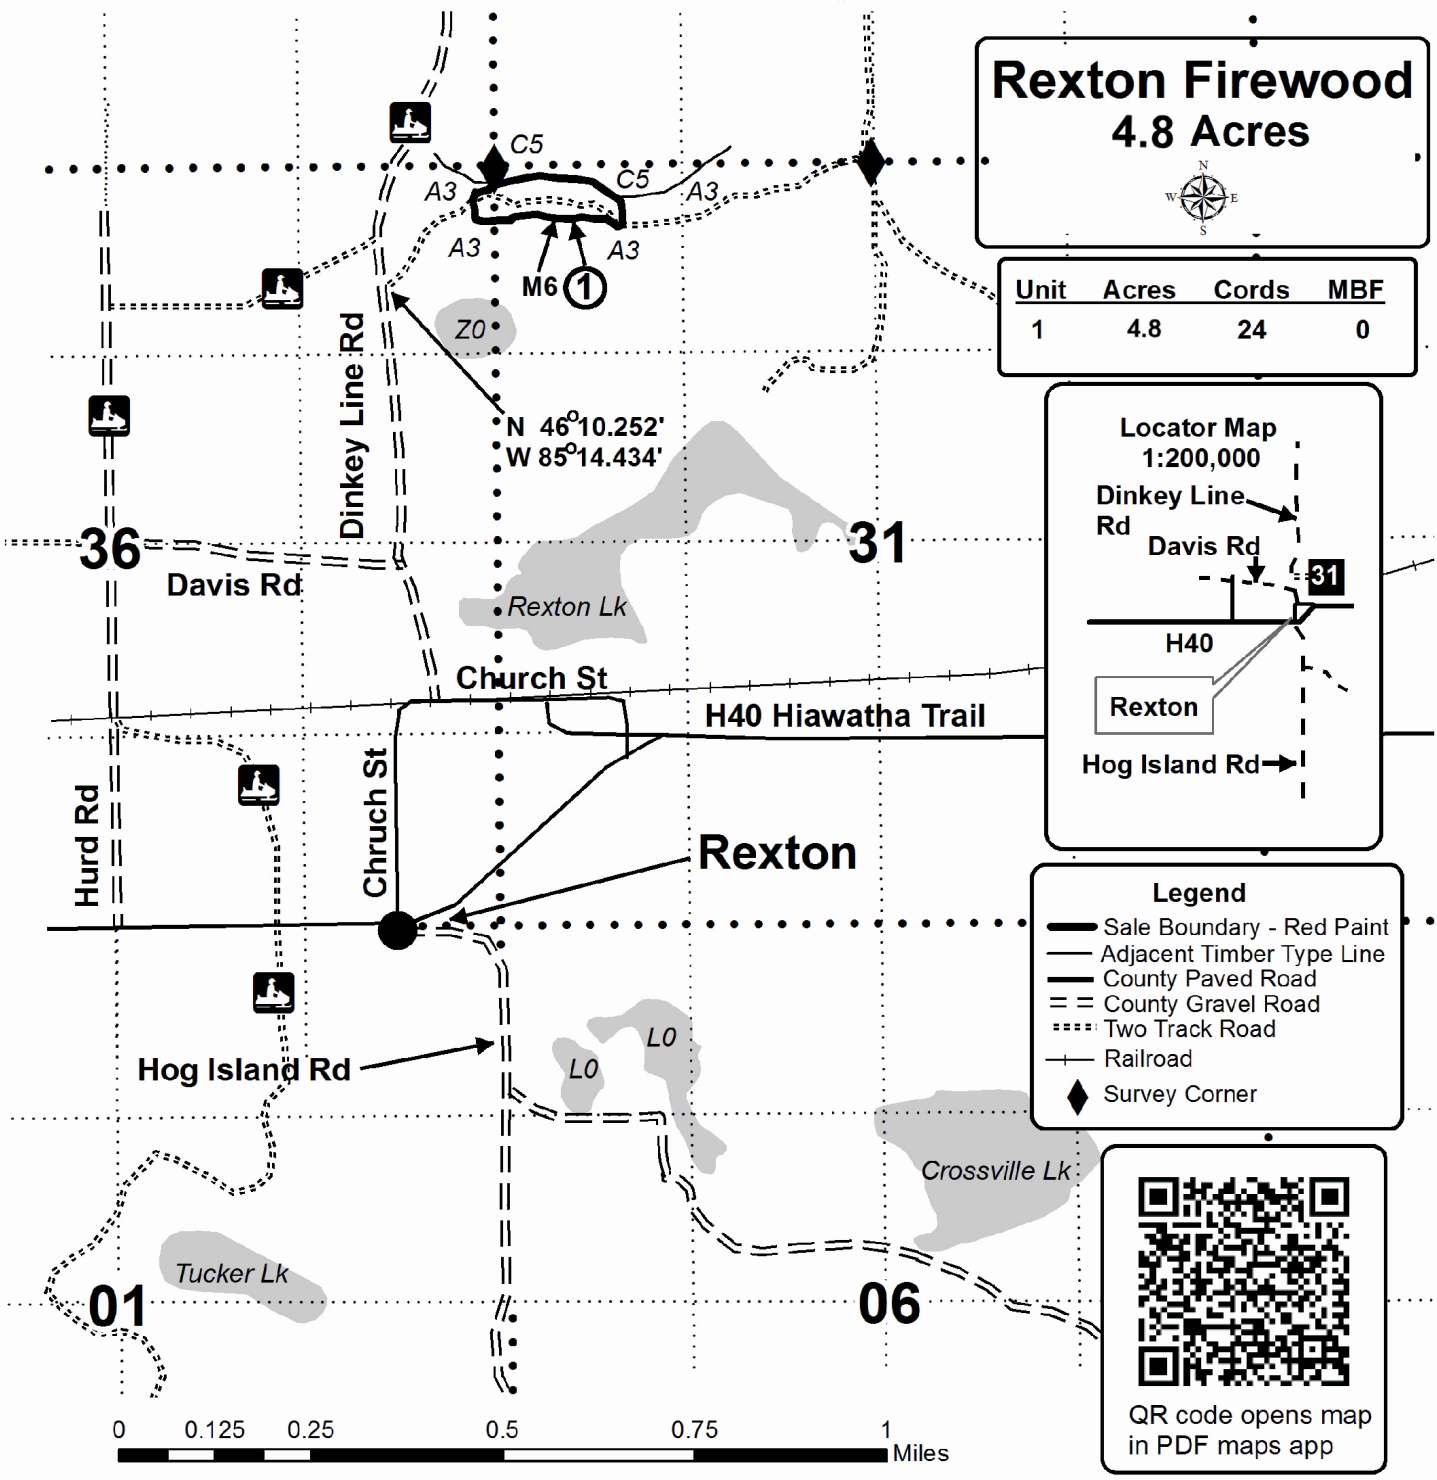 Rexton Firewood
4.8 Acres
N
W E
S
Unit Acres Cords MBF
1 4.8 24 0
C5
A3
C5
A3
A3
A3
M6 1
Z0
Dinkey Line Rd
N 46°10.252'
W 85°14.434'
36
31
Davis Rd
Rexton Lk
Church St
H40 Hiawatha Trail
Chruch St
Hurd Rd
Rexton
Hog Island Rd
L0
L0
Crossville Lk
Tucker Lk
01
06
Locator Map
1:200,000
Dinkey Line
Rd
Davis Rd
31
H40
Rexton
Hog Island Rd
Legend
Sale Boundary - Red Paint
Adjacent Timber Type Line
County Paved Road
County Gravel Road
Two Track Road
Railroad
Survey Corner
QR code opens map
in PDF maps app
0 0.125 0.25 0.5 0.75 1
Miles